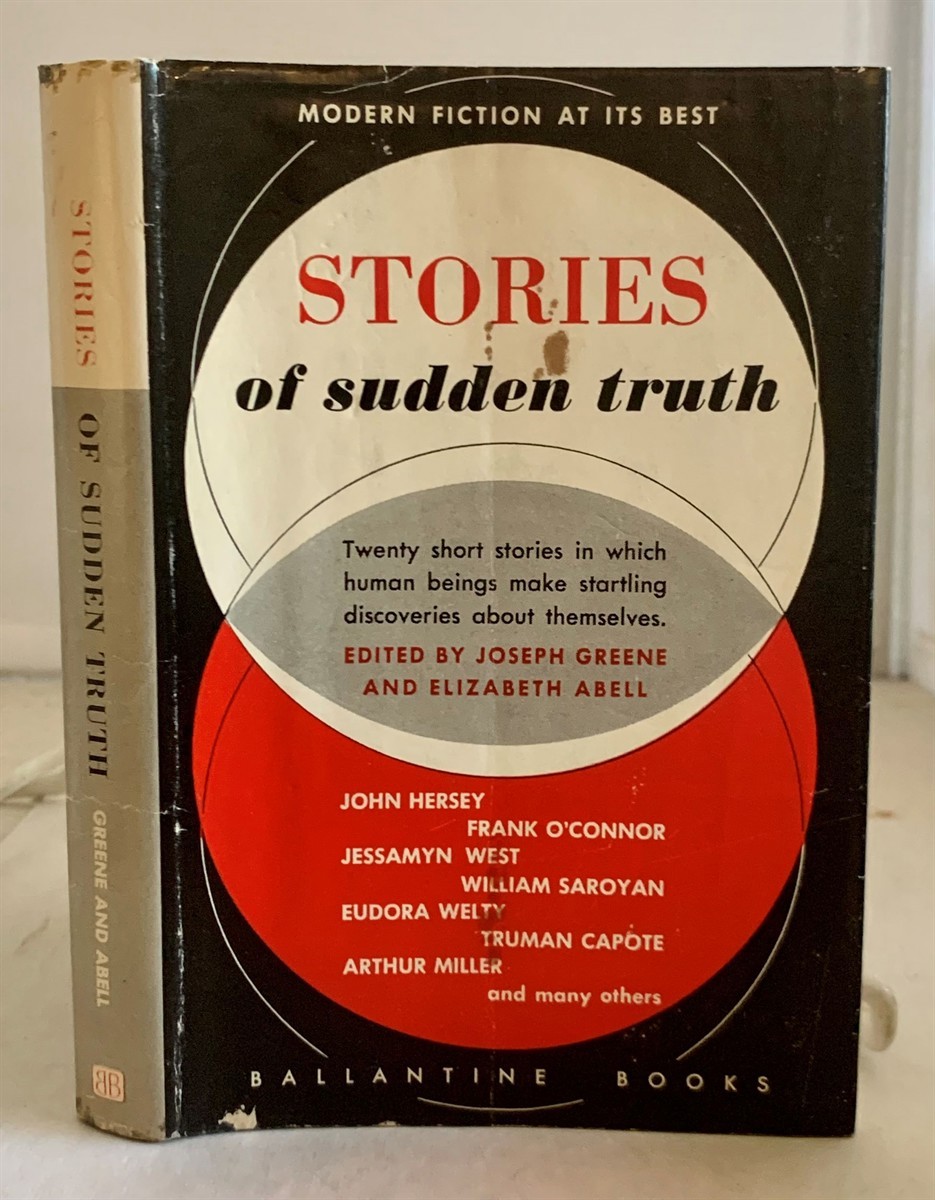 MODERN FICTION AT ITS BEST
STORIES
of sudden truth
Twenty short stories in which
human beings make startling
discoveries about themselves.
EDITED BY JOSEPH GREENE
AND ELIZABETH ABELL
JOHN HERSEY
FRANK O'CONNOR
JESSAMYN WEST
WILLIAM SAROYAN
EUDORA WELTY
TRUMAN CAPOTE
ARTHUR MILLER
and many others
BALLANTINE BOOKS
STORIES OF SUDDEN TRUTH GREENE AND ABELL
BB